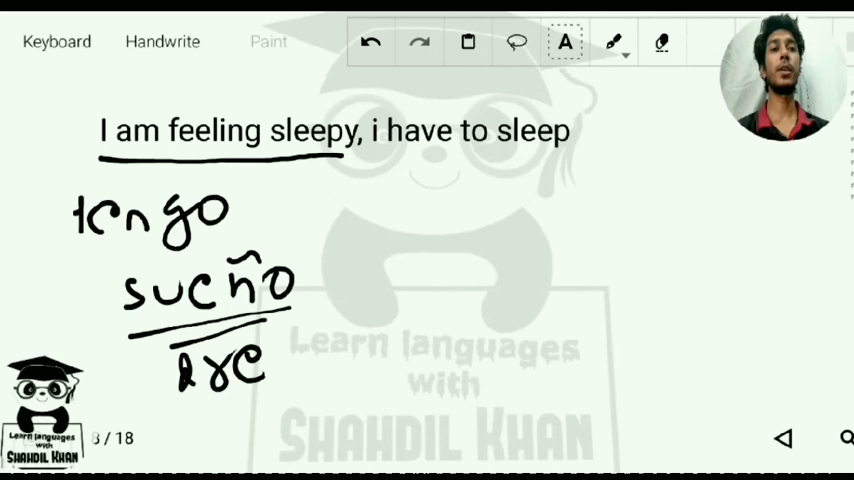 Keyboard Handwrite Paint A
I am feeling sleepy, i have to sleep
tengo
sueño
Learn languages
with
SHAHDIL KHAN
Learn languages
with
SHAHDIL KHAN
8 / 18